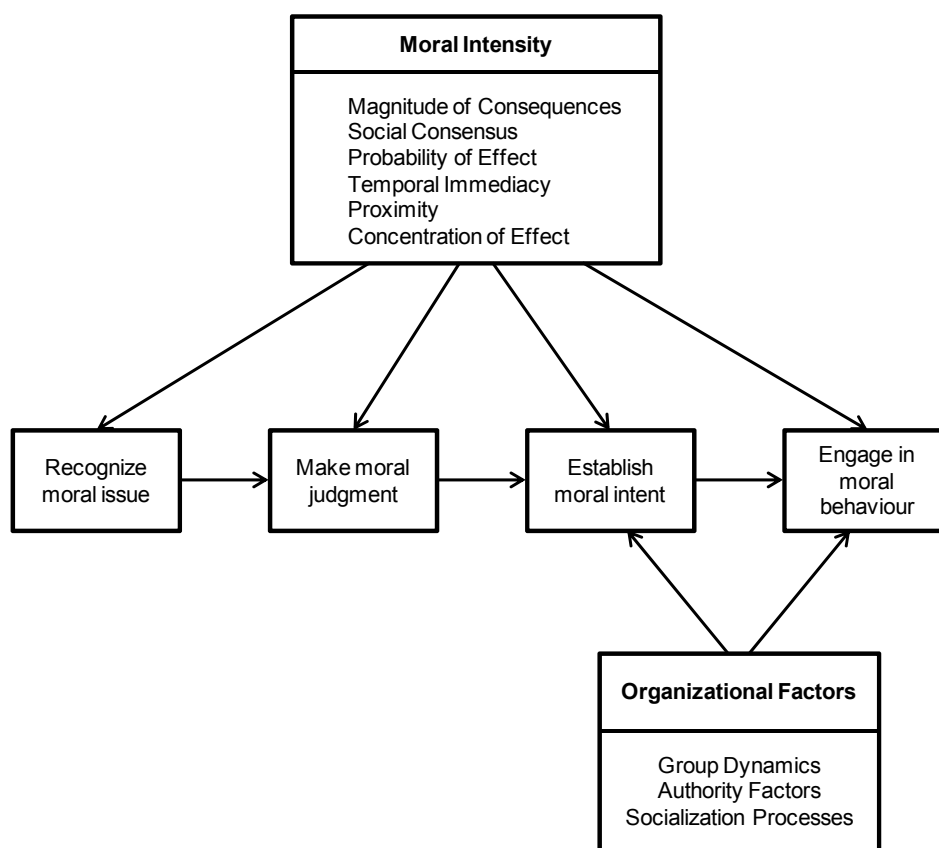 Moral Intensity
Magnitude of Consequences
Social Consensus
Probability of Effect
Temporal Immediacy
Proximity
Concentration of Effect
Recognize
moral issue
Make moral
judgment
Establish
moral intent
Engage in
moral
behaviour
Organizational Factors
Group Dynamics
Authority Factors
Socialization Processes